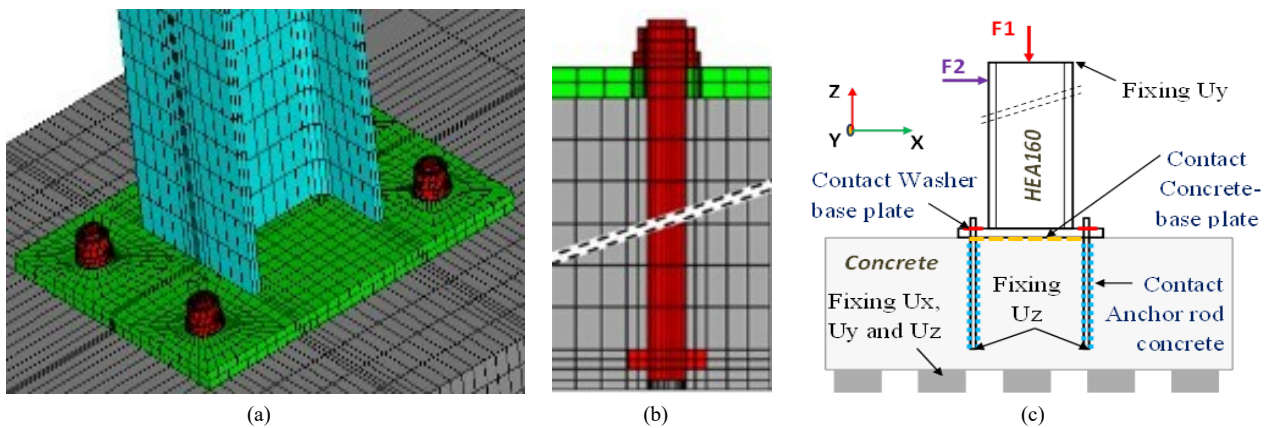 F1
F2
Fixing Uy
Z
Y
X
HEA160
Contact
Concrete-
base plate
Contact Washer
base plate
Concrete
Fixing Ux,
Uy and Uz
Fixing
Uz
Contact
Anchor rod
concrete
(a)
(b)
(c)